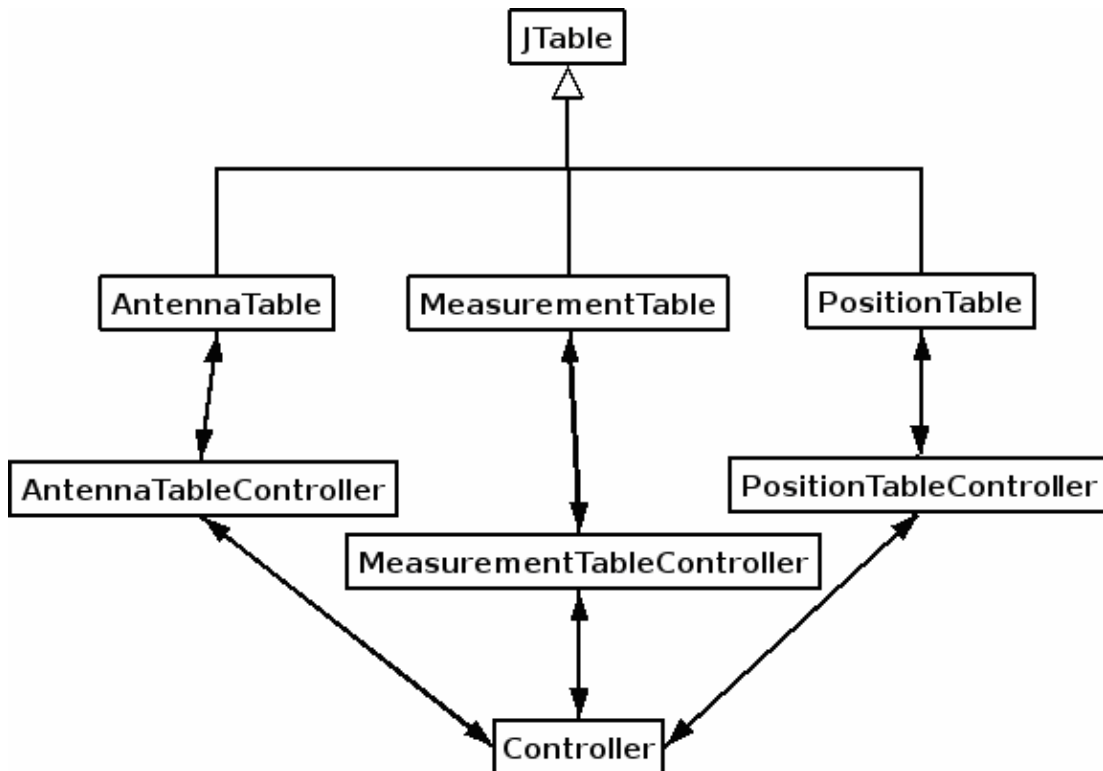 JTable
AntennaTable
MeasurementTable
PositionTable
AntennaTableController
PositionTableController
MeasurementTableController
Controller